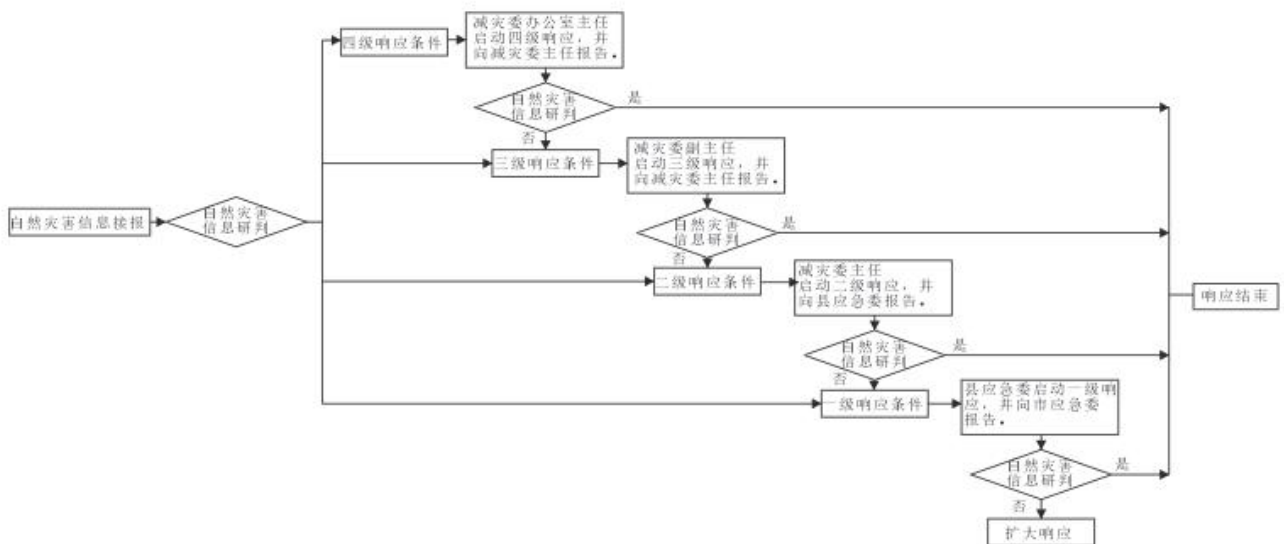 自然灾害信息接报
自然灾害
信息研判
四级响应条件
减灾委办公室主任
启动四级响应，并
向减灾委主任报告。
自然灾害
信息研判
是
否
三级响应条件
减灾委副主任
启动三级响应，并
向减灾委主任报告。
自然灾害
信息研判
是
否
二级响应条件
减灾委主任
启动二级响应，并
向县应急委报告。
自然灾害
信息研判
是
否
一级响应条件
县应急委启动一级响
应，并向市应急委
报告。
自然灾害
信息研判
是
否
扩大响应
响应结束